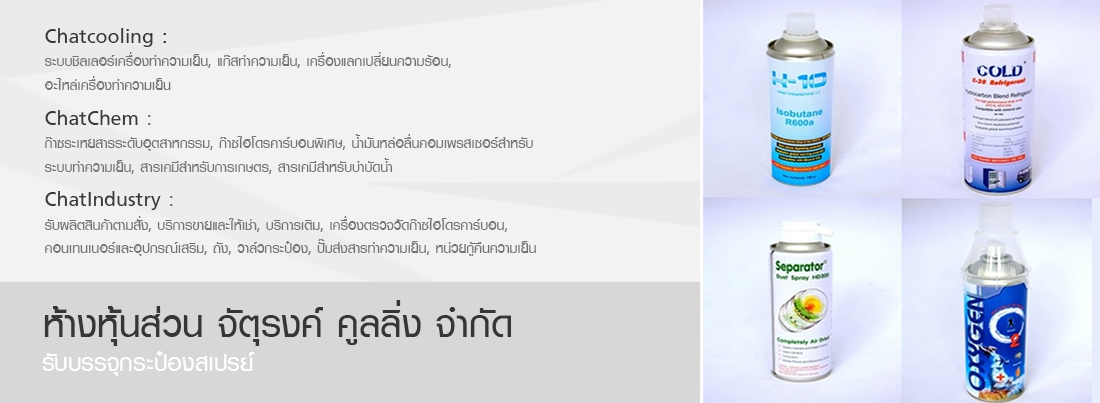 Chatcooling :
ระบบชิลเลอร์เครื่องทำความเย็น, แก๊สทำความเย็น, เครื่องแลกเปลี่ยนความร้อน,
อะไหล่เครื่องทำความเย็น
ChatChem :
ก๊าซระเหยสารระดับอุตสาหกรรม, ก๊าซไฮโดรคาร์บอนพิเศษ, น้ำมันหล่อลื่นคอมเพรสเซอร์สำหรับ
ระบบทำความเย็น, สารเคมีสำหรับการเกษตร, สารเคมีสำหรับบำบัดน้ำ
ChatIndustry :
รับผลิตสินค้าตามสั่ง, บริการขายและให้เช่า, บริการเติม, เครื่องตรวจวัดก๊าซไฮโดรคาร์บอน,
คอนเทนเนอร์และอุปกรณ์เสริม, ถัง, วาล์วกระป๋อง, ปั๊มส่งสารทำความเย็น, หน่วยกู้คืนความเย็น
ห้างหุ้นส่วน จัตุรงค์ คูลลิ่ง จำกัด
รับบรรจุกระป๋องสเปรย์
H-10
Isobutane
R600a
COLD
C-20 Refrigerant
Hydrocarbon Blend Refrigerant
Separator
Dust Spray HD300
Completely Air Dried
OXYGEN